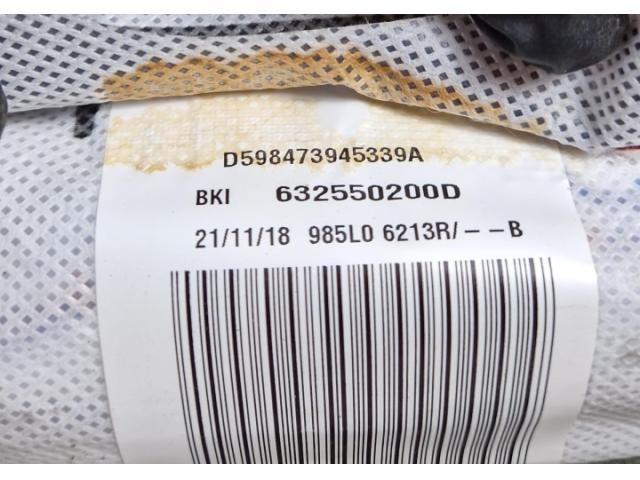 D598473945339A
BKI 632550200D
21/11/18 985L0 6213R/--B